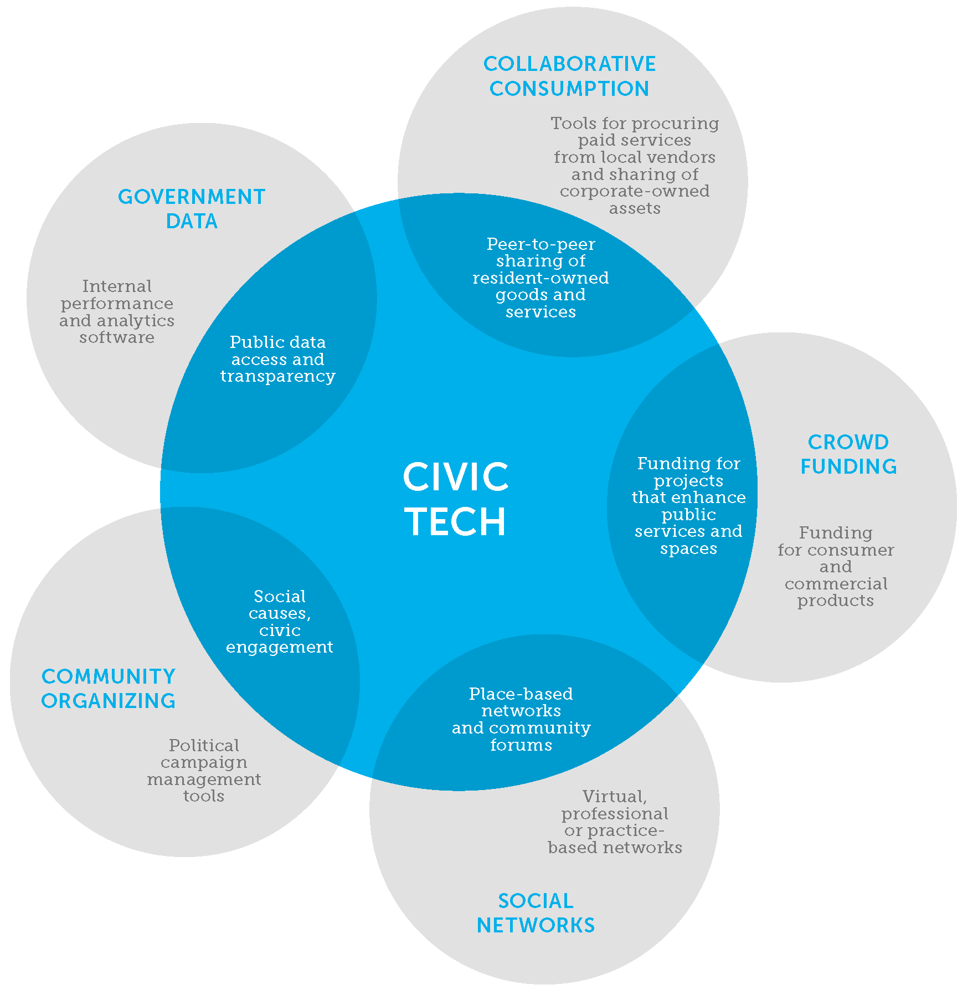 COLLABORATIVE
CONSUMPTION
Tools for procuring
paid services
from local vendors
and sharing of
corporate-owned
assets
Peer-to-peer
sharing of
resident-owned
goods and
services
GOVERNMENT
DATA
Internal
performance
and analytics
software
Public data
access and
transparency
CIVIC
TECH
CROWD
FUNDING
Funding for
projects
that enhance
public
services and
spaces
Funding
for consumer
and
commercial
products
Social
causes,
civic
engagement
COMMUNITY
ORGANIZING
Political
campaign
management
tools
Place-based
networks
and community
forums
Virtual,
professional
or practice-
based networks
SOCIAL
NETWORKS